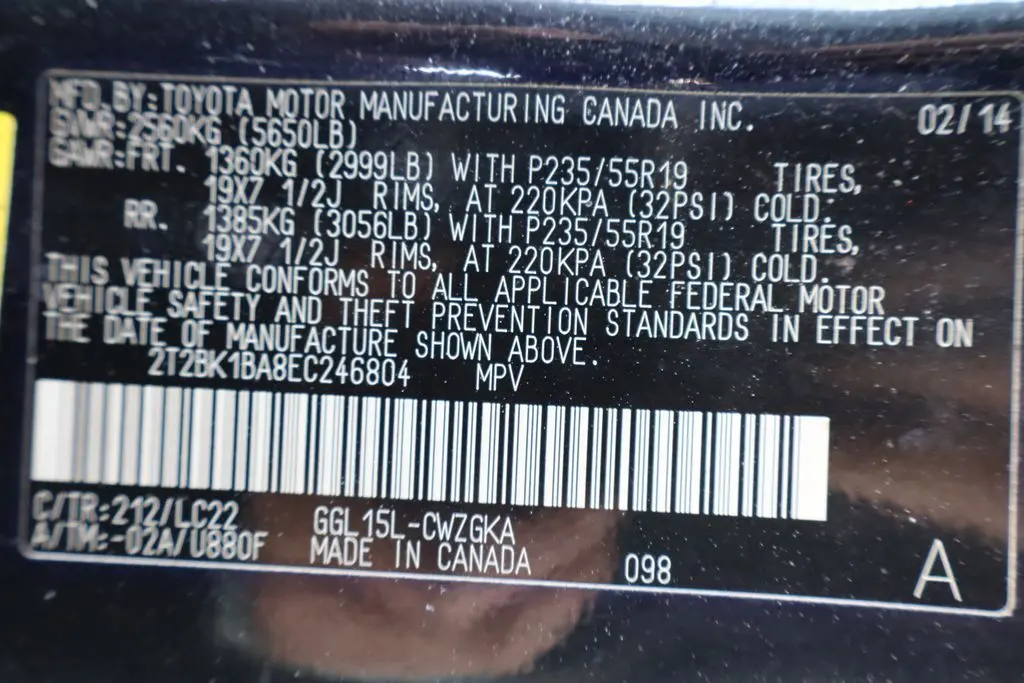 MFD.BY:TOYOTA MOTOR MANUFACTURING CANADA INC. 02/14
GVWR:2560KG (5650LB)
GAWR:FRT. 1360KG (2999LB) WITH P235/55R19 TIRES,
19X7 1/2J RIMS, AT 220KPA (32PSI) COLD.
RR. 1385KG (3056LB) WITH P235/55R19 TIRES,
19X7 1/2J RIMS, AT 220KPA (32PSI) COLD.
THIS VEHICLE CONFORMS TO ALL APPLICABLE FEDERAL MOTOR
VEHICLE SAFETY AND THEFT PREVENTION STANDARDS IN EFFECT ON
THE DATE OF MANUFACTURE SHOWN ABOVE.
2T2BK1BA8EC246804 MPV
C/TR:212/LC22 GGL15L-CWZGKA
A/TM:-02A/U880F MADE IN CANADA 098 A